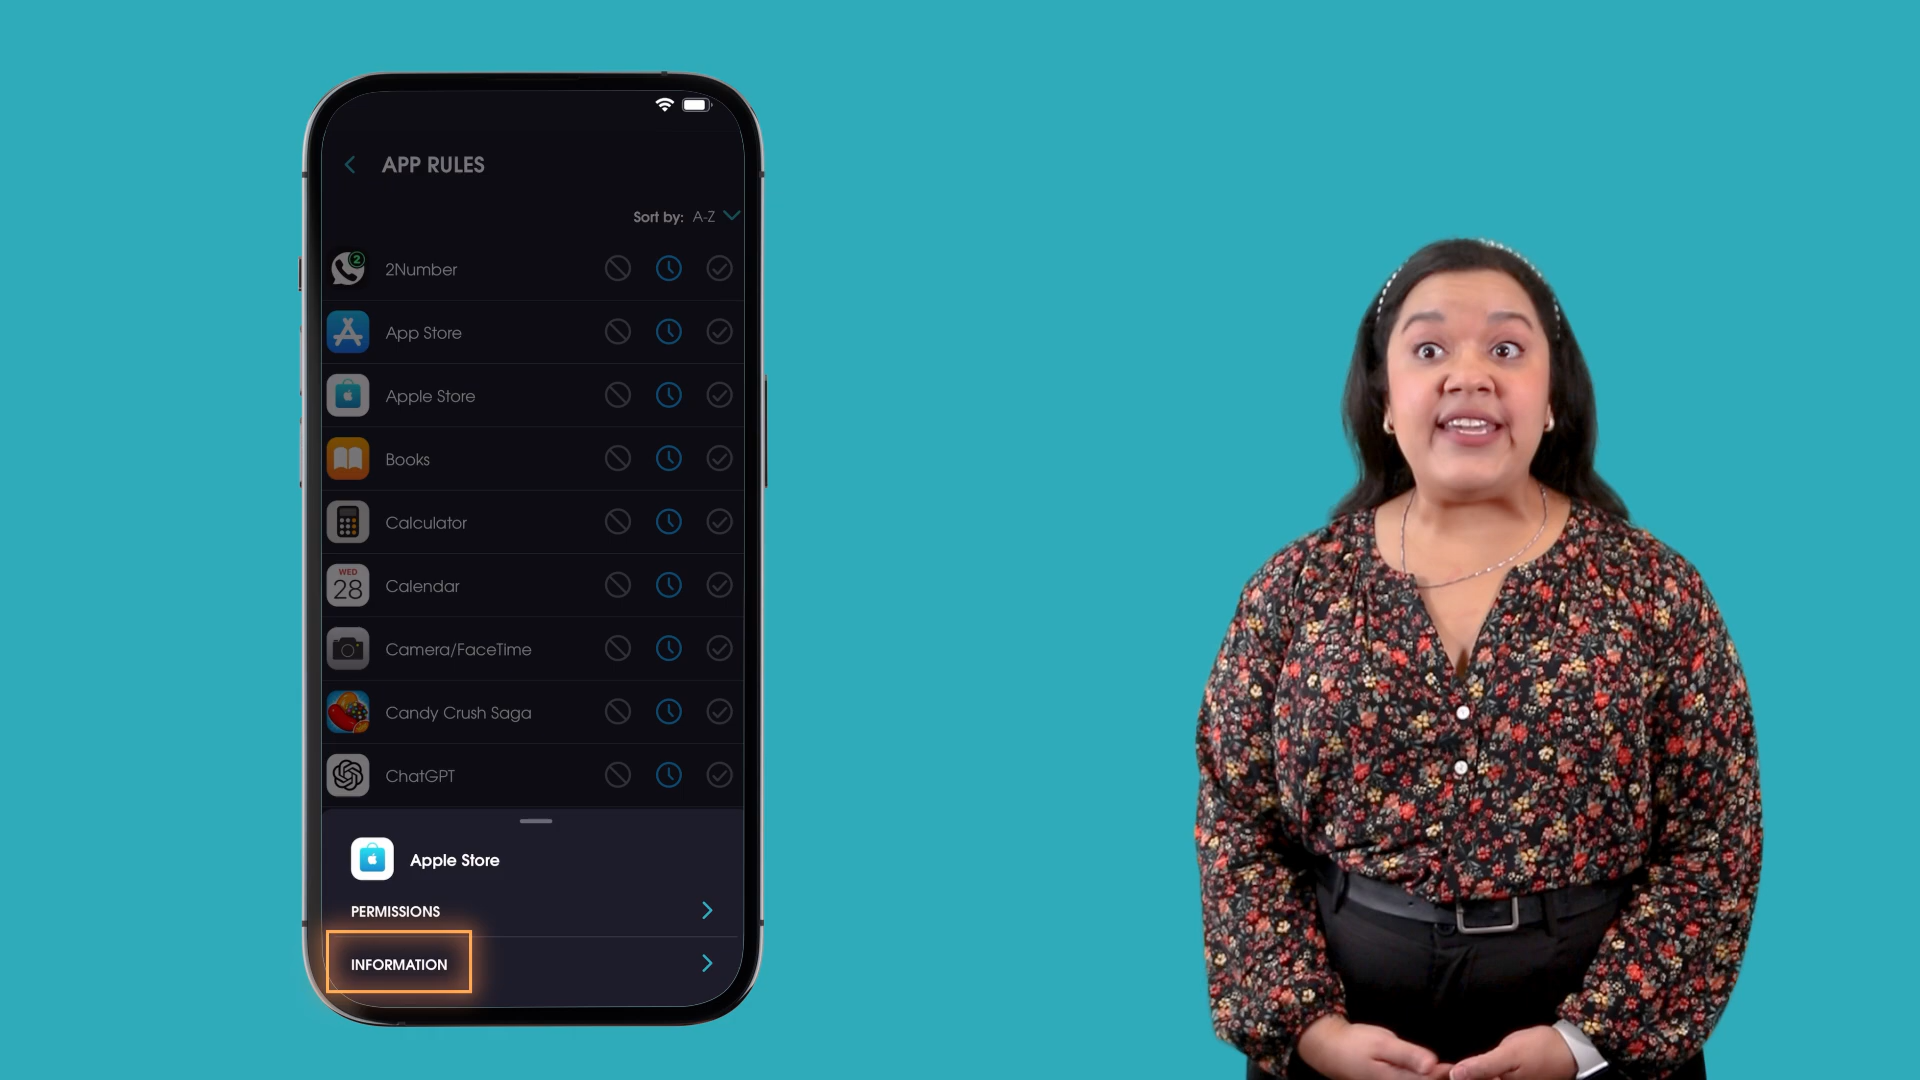 APP RULES
Sort by: A-Z
2
2Number
App Store
Apple Store
Books
Calculator
WED
28
Calendar
Camera/FaceTime
Candy Crush Saga
ChatGPT
Apple Store
PERMISSIONS
INFORMATION